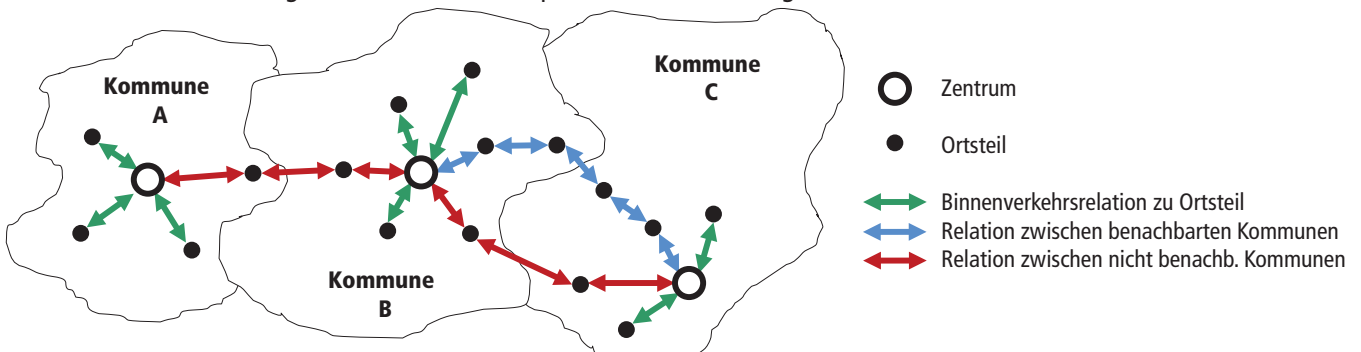 Kommune
A
Kommune
B
Kommune
C
Zentrum
Ortsteil
Binnenverkehrsrelation zu Ortsteil
Relation zwischen benachbarten Kommunen
Relation zwischen nicht benachb. Kommunen